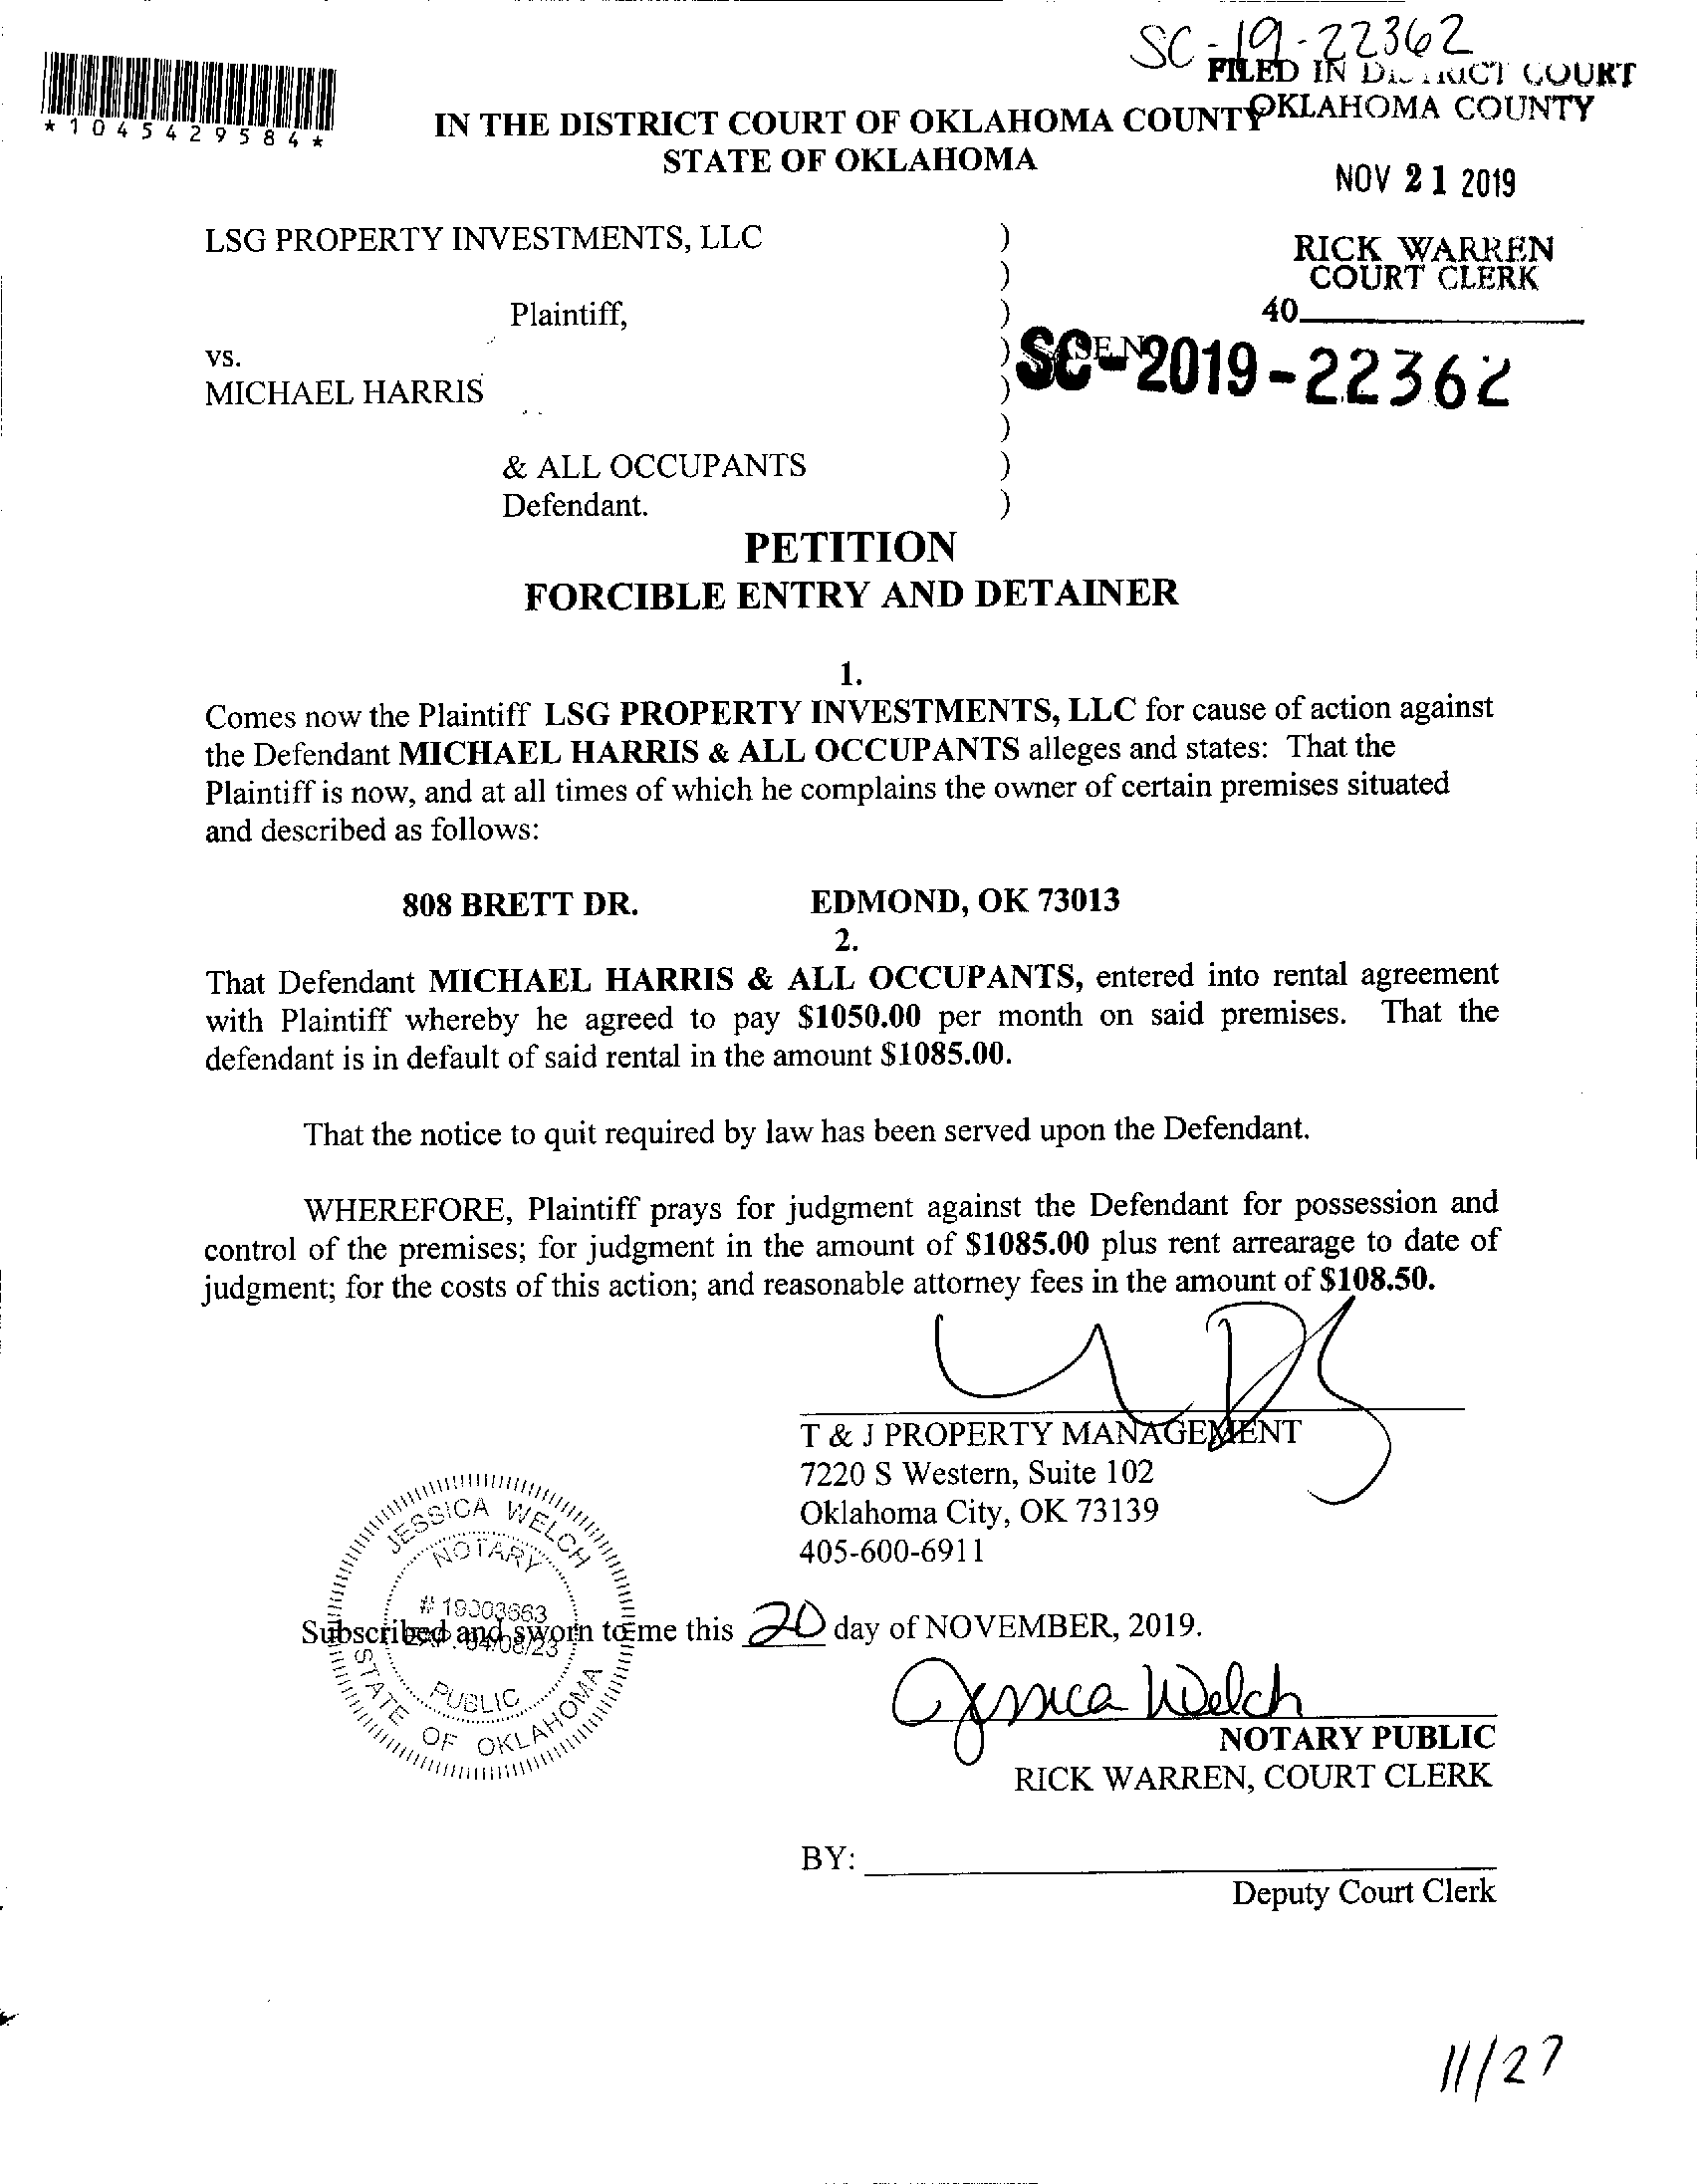 SC-19-22362
FILED IN DISTRICT COURT
OKLAHOMA COUNTY
*1045429584*
IN THE DISTRICT COURT OF OKLAHOMA COUNTY
STATE OF OKLAHOMA
NOV 21 2019
LSG PROPERTY INVESTMENTS, LLC )
RICK WARREN
COURT CLERK
)
Plaintiff, )
40
vs. )
SC-2019-22362
MICHAEL HARRIS )
)
& ALL OCCUPANTS )
Defendant. )
PETITION
FORCIBLE ENTRY AND DETAINER
1.
Comes now the Plaintiff LSG PROPERTY INVESTMENTS, LLC for cause of action against
the Defendant MICHAEL HARRIS & ALL OCCUPANTS alleges and states: That the
Plaintiff is now, and at all times of which he complains the owner of certain premises situated
and described as follows:
808 BRETT DR. EDMOND, OK 73013
2.
That Defendant MICHAEL HARRIS & ALL OCCUPANTS, entered into rental agreement
with Plaintiff whereby he agreed to pay $1050.00 per month on said premises. That the
defendant is in default of said rental in the amount $1085.00.
That the notice to quit required by law has been served upon the Defendant.
WHEREFORE, Plaintiff prays for judgment against the Defendant for possession and
control of the premises; for judgment in the amount of $1085.00 plus rent arrearage to date of
judgment; for the costs of this action; and reasonable attorney fees in the amount of $108.50.
T & J PROPERTY MANAGEMENT
7220 S Western, Suite 102
Oklahoma City, OK 73139
405-600-6911
JESSICA WELCH
NOTARY
# 19003663
EXP. 04/08/23
PUBLIC
STATE OF OKLAHOMA
Subscribed and sworn to me this 20 day of NOVEMBER, 2019.
Jessica Welch
NOTARY PUBLIC
RICK WARREN, COURT CLERK
BY:
Deputy Court Clerk
11/27